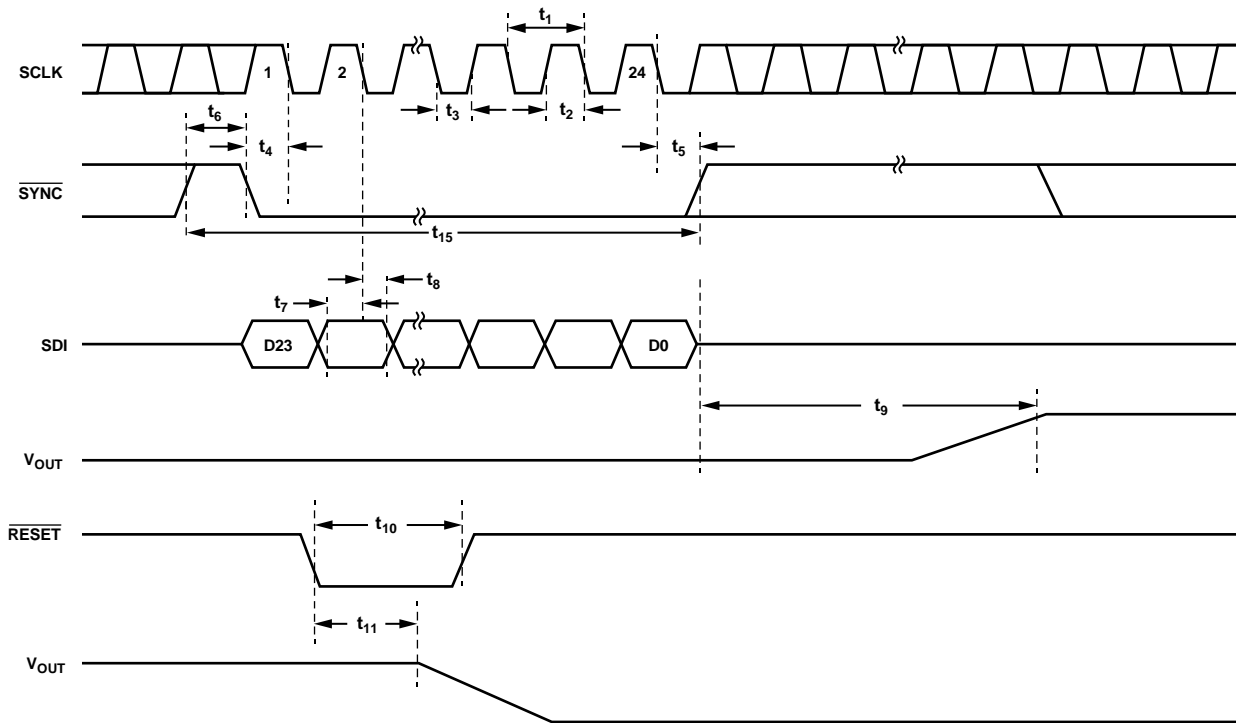 t1
SCLK
1
2
24
t3
t2
t6
t4
t5
SYNC
t15
t8
t7
SDI
D23
D0
t9
VOUT
RESET
t10
t11
VOUT